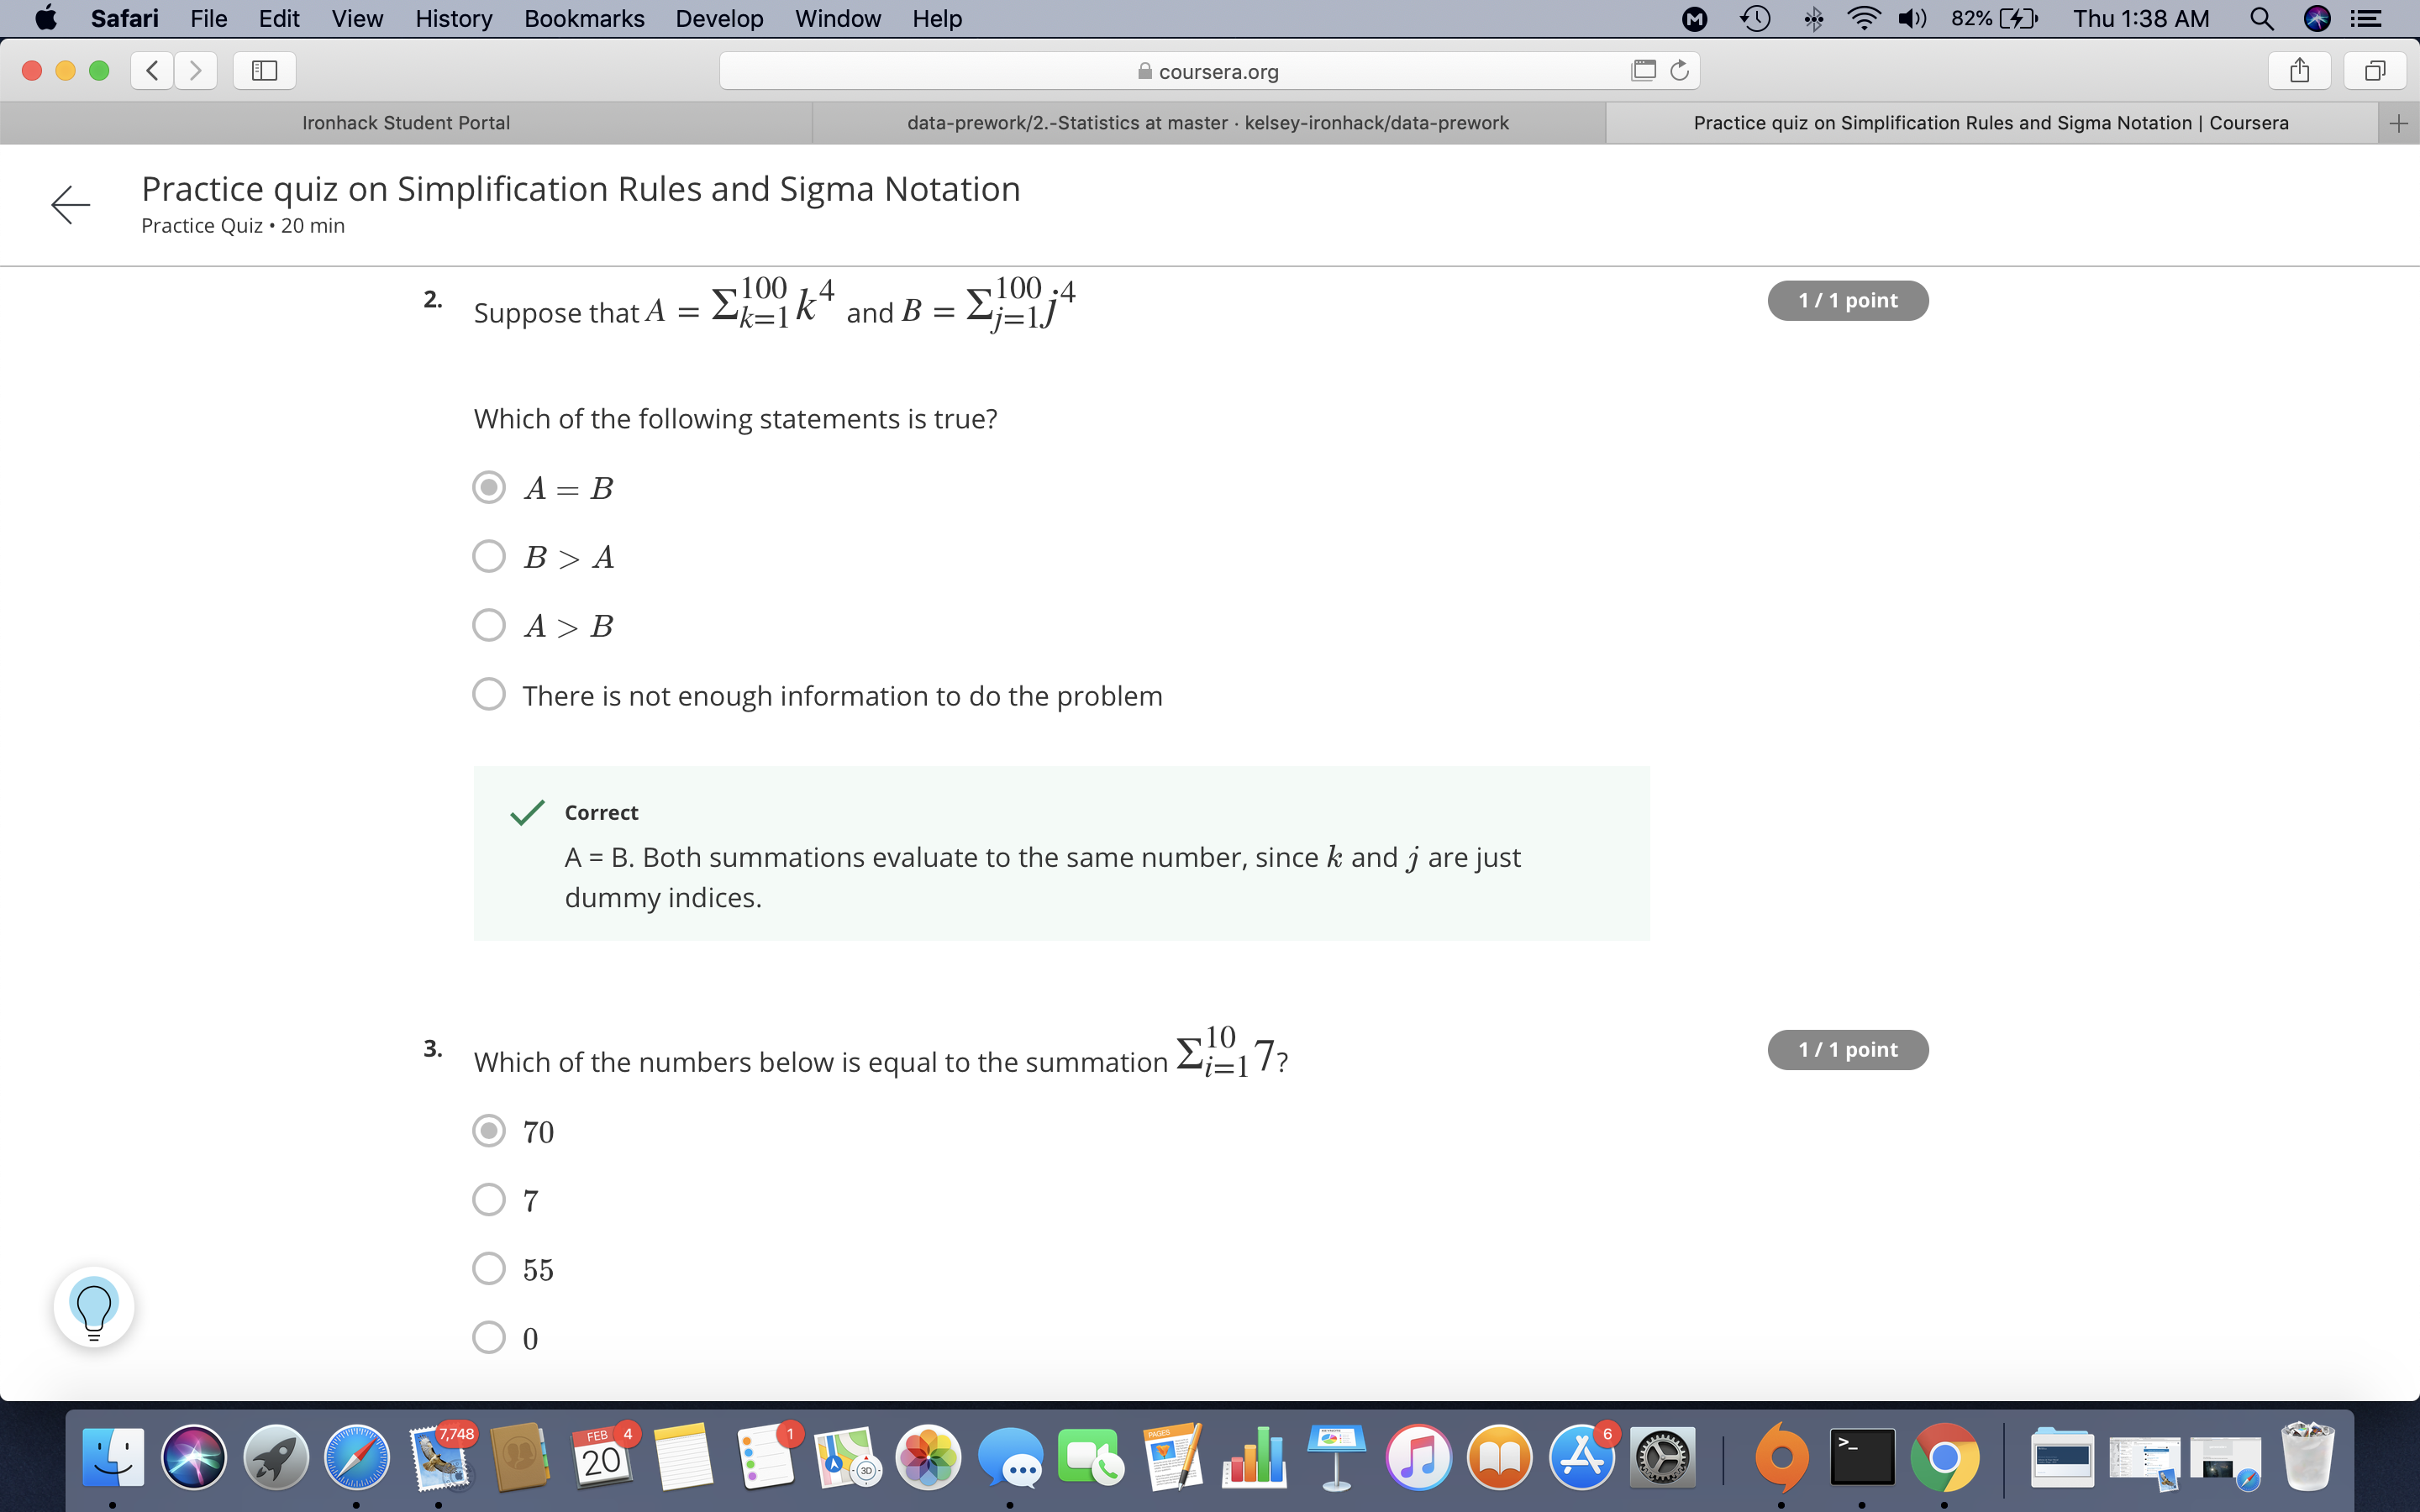 Safari File Edit View History Bookmarks Develop Window Help 82% Thu 1:38 AM
coursera.org
Ironhack Student Portal
data-prework/2.-Statistics at master · kelsey-ironhack/data-prework
Practice quiz on Simplification Rules and Sigma Notation | Coursera
Practice quiz on Simplification Rules and Sigma Notation
Practice Quiz • 20 min
2. Suppose that A = Σ_{k=1}^{100} k^4 and B = Σ_{j=1}^{100} j^4
1 / 1 point
Which of the following statements is true?
A = B
B > A
A > B
There is not enough information to do the problem
Correct
A = B. Both summations evaluate to the same number, since k and j are just
dummy indices.
3. Which of the numbers below is equal to the summation Σ_{i=1}^{10} 7?
1 / 1 point
70
7
55
0
7,748
FEB 4
20
1
3D
PAGES
6
>_